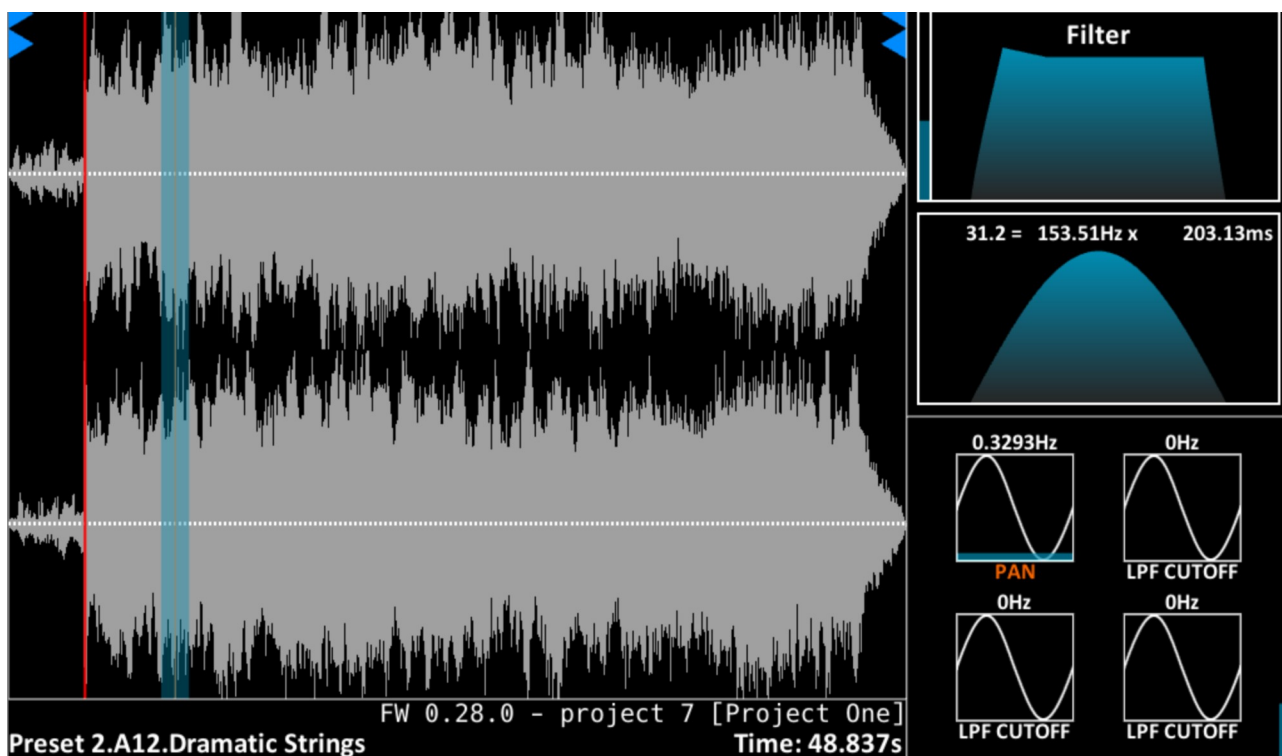 Filter
31.2 = 153.51Hz x 203.13ms
0.3293Hz 0Hz
PAN LPF CUTOFF
0Hz 0Hz
LPF CUTOFF LPF CUTOFF
FW 0.28.0 – project 7 [Project One]
Preset 2.A12.Dramatic Strings Time: 48.837s